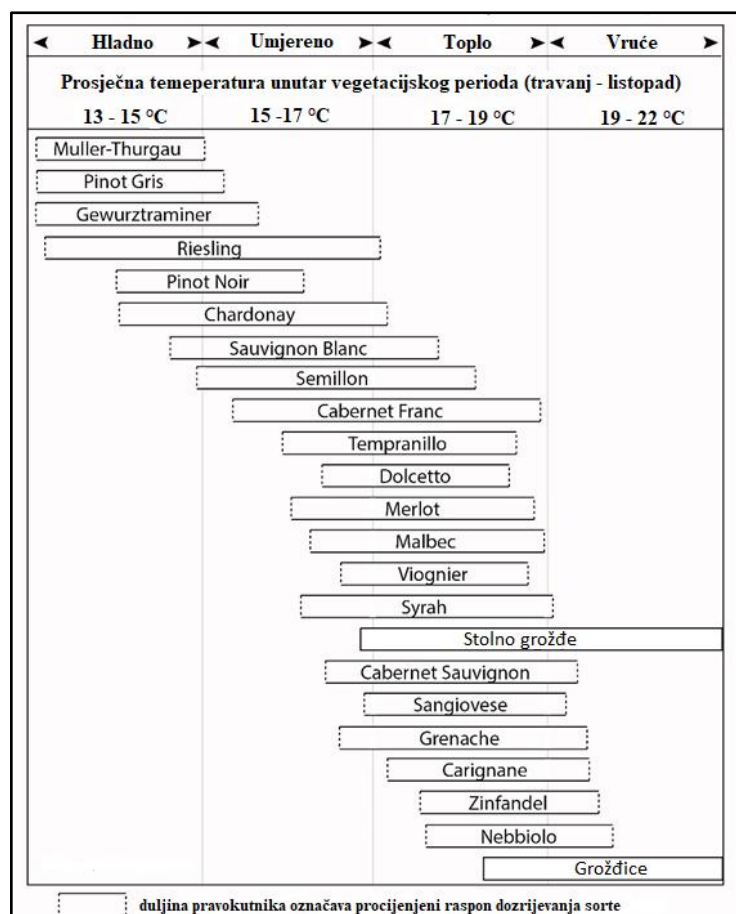 Hladno Umjereno Toplo Vruće
Prosječna temeperatura unutar vegetacijskog perioda (travanj - listopad)
13 - 15 °C 15 -17 °C 17 - 19 °C 19 - 22 °C
Muller-Thurgau
Pinot Gris
Gewurztraminer
Riesling
Pinot Noir
Chardonay
Sauvignon Blanc
Semillon
Cabernet Franc
Tempranillo
Dolcetto
Merlot
Malbec
Viognier
Syrah
Stolno grožđe
Cabernet Sauvignon
Sangiovese
Grenache
Carignane
Zinfandel
Nebbiolo
Grožđice
duljina pravokutnika označava procijenjeni raspon dozrijevanja sorte